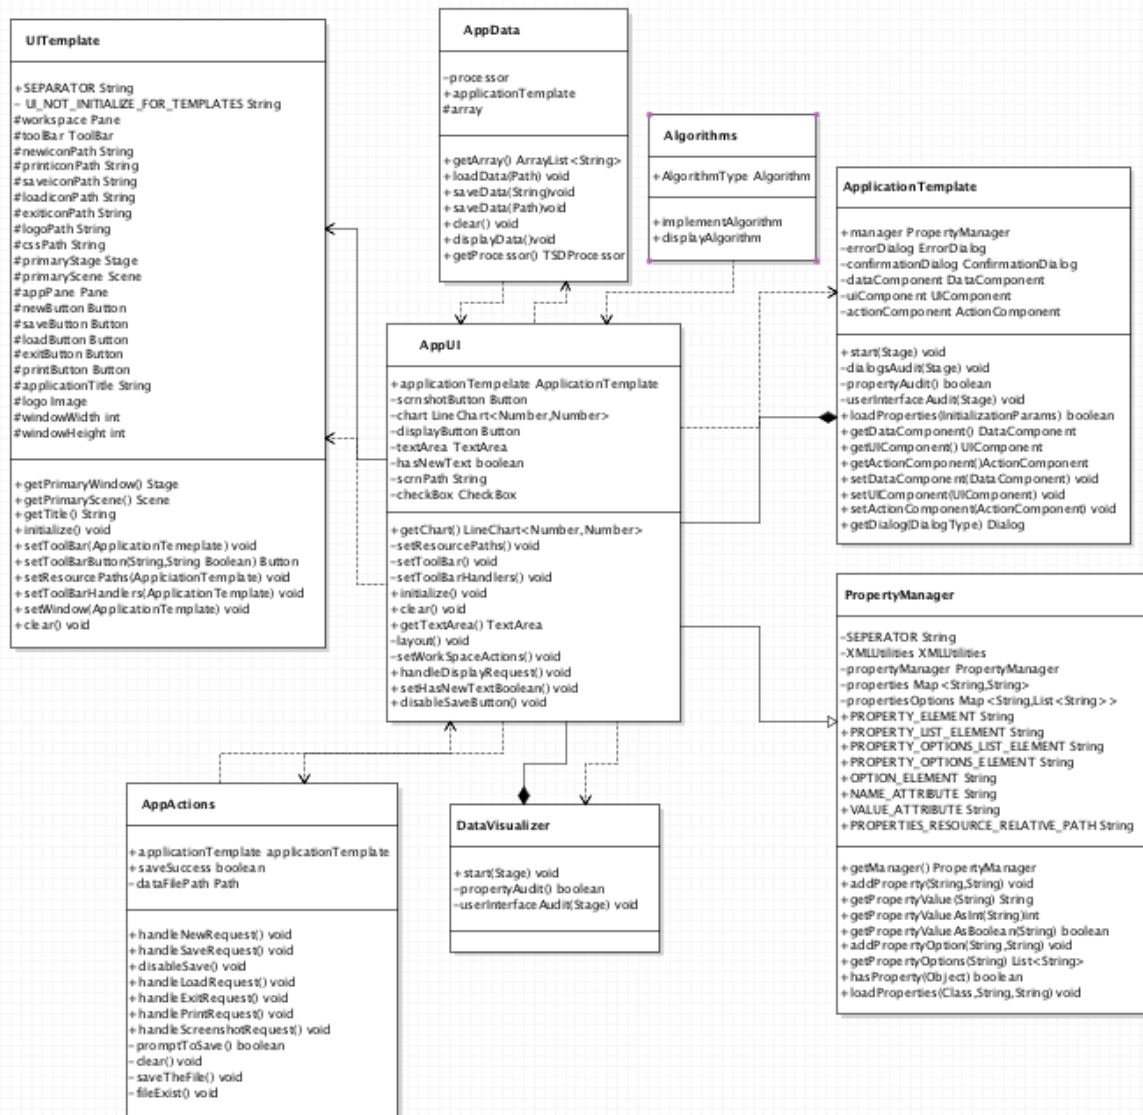 UITemplate
+SEPARATOR String
- UI_NOT_INITIALIZE_FOR_TEMPLATES String
#workspace Pane
#toolBar ToolBar
#newiconPath String
#printiconPath String
#saveiconPath String
#loadiconPath String
#exiticonPath String
#logoPath String
#cssPath String
#primaryStage Stage
#primaryScene Scene
#appPane Pane
#newButton Button
#saveButton Button
#loadButton Button
#exitButton Button
#printButton Button
#applicationTitle String
#logo Image
#windowWidth int
#windowHeight int
+getPrimaryWindow() Stage
+getPrimaryScene() Scene
+getTitle() String
+initialize() void
+setToolBar(ApplicationTemeplate) void
+setToolBarButton(String,String Boolean) Button
+setResourcePaths(ApplciationTemplate) void
+setToolBarHandlers(ApplicationTemplate) void
+setWindow(ApplicationTemplate) void
+clear() void
AppData
-processor
+applicationTemplate
#array
+getArray() ArrayList<String>
+loadData(Path) void
+saveData(String)void
+saveData(Path)void
+clear() void
+displayData()void
+getProcessor() TSDProcessor
Algorithms
+AlgorithmType Algorithm
+implementAlgorithm
+displayAlgorithm
ApplicationTemplate
+manager PropertyManager
-errorDialog ErrorDialog
-confirmationDialog ConfirmationDialog
-dataComponent DataComponent
-uiComponent UIComponent
-actionComponent ActionComponent
+start(Stage) void
-dialogsAudit(Stage) void
-propertyAudit() boolean
-userInterfaceAudit(Stage) void
+loadProperties(InitializationParams) boolean
+getDataComponent() DataComponent
+getUIComponent() UIComponent
+getActionComponent()ActionComponent
+setDataComponent(DataComponent) void
+setUIComponent(UIComponent) void
+setActionComponent(ActionComponent) void
+getDialog(DialogType) Dialog
AppUI
+applicationTempelate ApplicationTemplate
-scrnshotButton Button
-chart LineChart<Number,Number>
-displayButton Button
-textArea TextArea
-hasNewText boolean
-scrnPath String
-checkBox CheckBox
+getChart() LineChart<Number,Number>
-setResourcePaths() void
-setToolBar() void
-setToolBarHandlers() void
+initialize() void
+clear() void
+getTextArea() TextArea
-layout() void
-setWorkSpaceActions() void
+handleDisplayRequest() void
+setHasNewTextBoolean() void
+disableSaveButton() void
PropertyManager
-SEPERATOR String
-XMLUtilities XMLUtilities
-propertyManager PropertyManager
-properties Map<String,String>
-propertiesOptions Map<String,List<String>>
+PROPERTY_ELEMENT String
+PROPERTY_LIST_ELEMENT String
+PROPERTY_OPTIONS_LIST_ELEMENT String
+PROPERTY_OPTIONS_ELEMENT String
+OPTION_ELEMENT String
+NAME_ATTRIBUTE String
+VALUE_ATTRIBUTE String
+PROPERTIES_RESOURCE_RELATIVE_PATH String
+getManager() PropertyManager
+addProperty(String,String) void
+getPropertyValue(String) String
+getPropertyValueAsInt(String)int
+getPropertyValueAsBoolean(String) boolean
+addPropertyOption(String,String) void
+getPropertyOptions(String) List<String>
+hasProperty(Object) boolean
+loadProperties(Class,String,String) void
AppActions
+applicationTemplate applicationTemplate
+saveSuccess boolean
-dataFilePath Path
+handleNewRequest() void
+handleSaveRequest() void
+disableSave() void
+handleLoadRequest() void
+handleExitRequest() void
+handlePrintRequest() void
+handleScreenshotRequest() void
-promptToSave() boolean
-clear() void
-saveTheFile() void
-fileExist() void
DataVisualizer
+start(Stage) void
-propertyAudit() boolean
-userInterfaceAudit(Stage) void